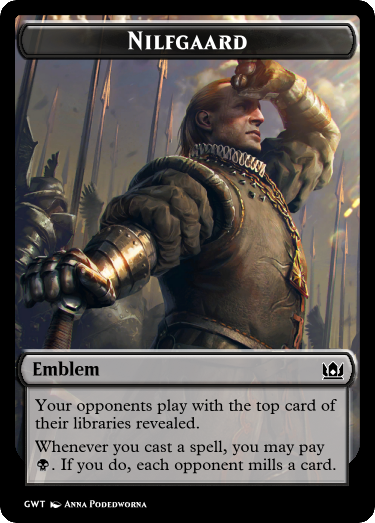 Nilfgaard
Emblem
Your opponents play with the top card of
their libraries revealed.
Whenever you cast a spell, you may pay
. If you do, each opponent mills a card.
GWT Anna Podedworna